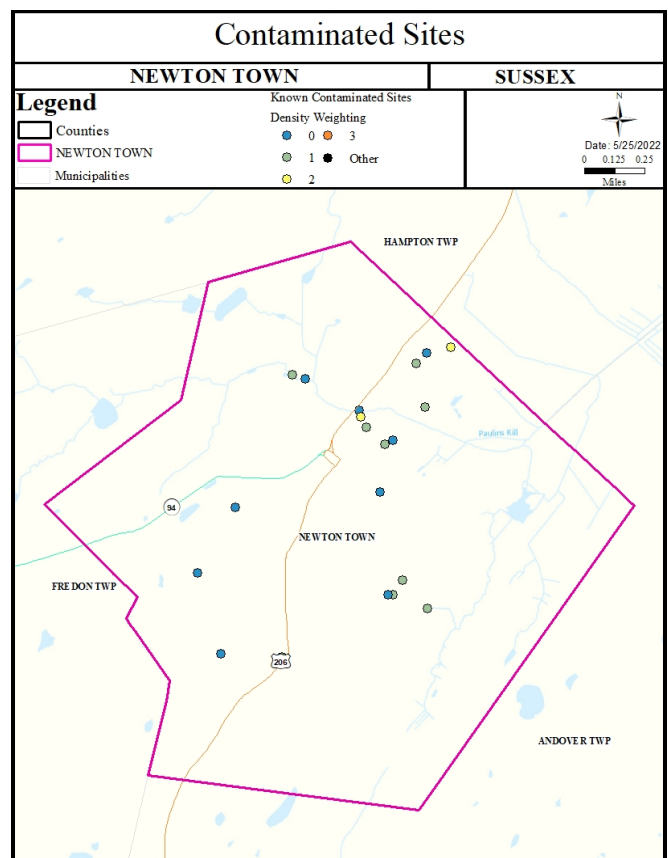 Contaminated Sites
NEWTON TOWN
SUSSEX
Legend
Counties
NEWTON TOWN
Municipalities
Known Contaminated Sites
Density Weighting
0 3
1 Other
2
N
Date: 5/25/2022
0 0.125 0.25
Miles
HAMPTON TWP
Paulins Kill
94
NEWTON TOWN
FREDON TWP
206
ANDOVER TWP